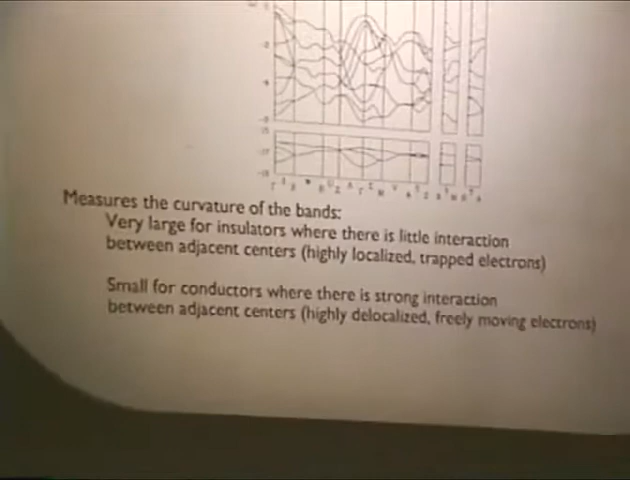 Measures the curvature of the bands:
Very large for insulators where there is little interaction
between adjacent centers (highly localized, trapped electrons)
Small for conductors where there is strong interaction
between adjacent centers (highly delocalized, freely moving electrons)